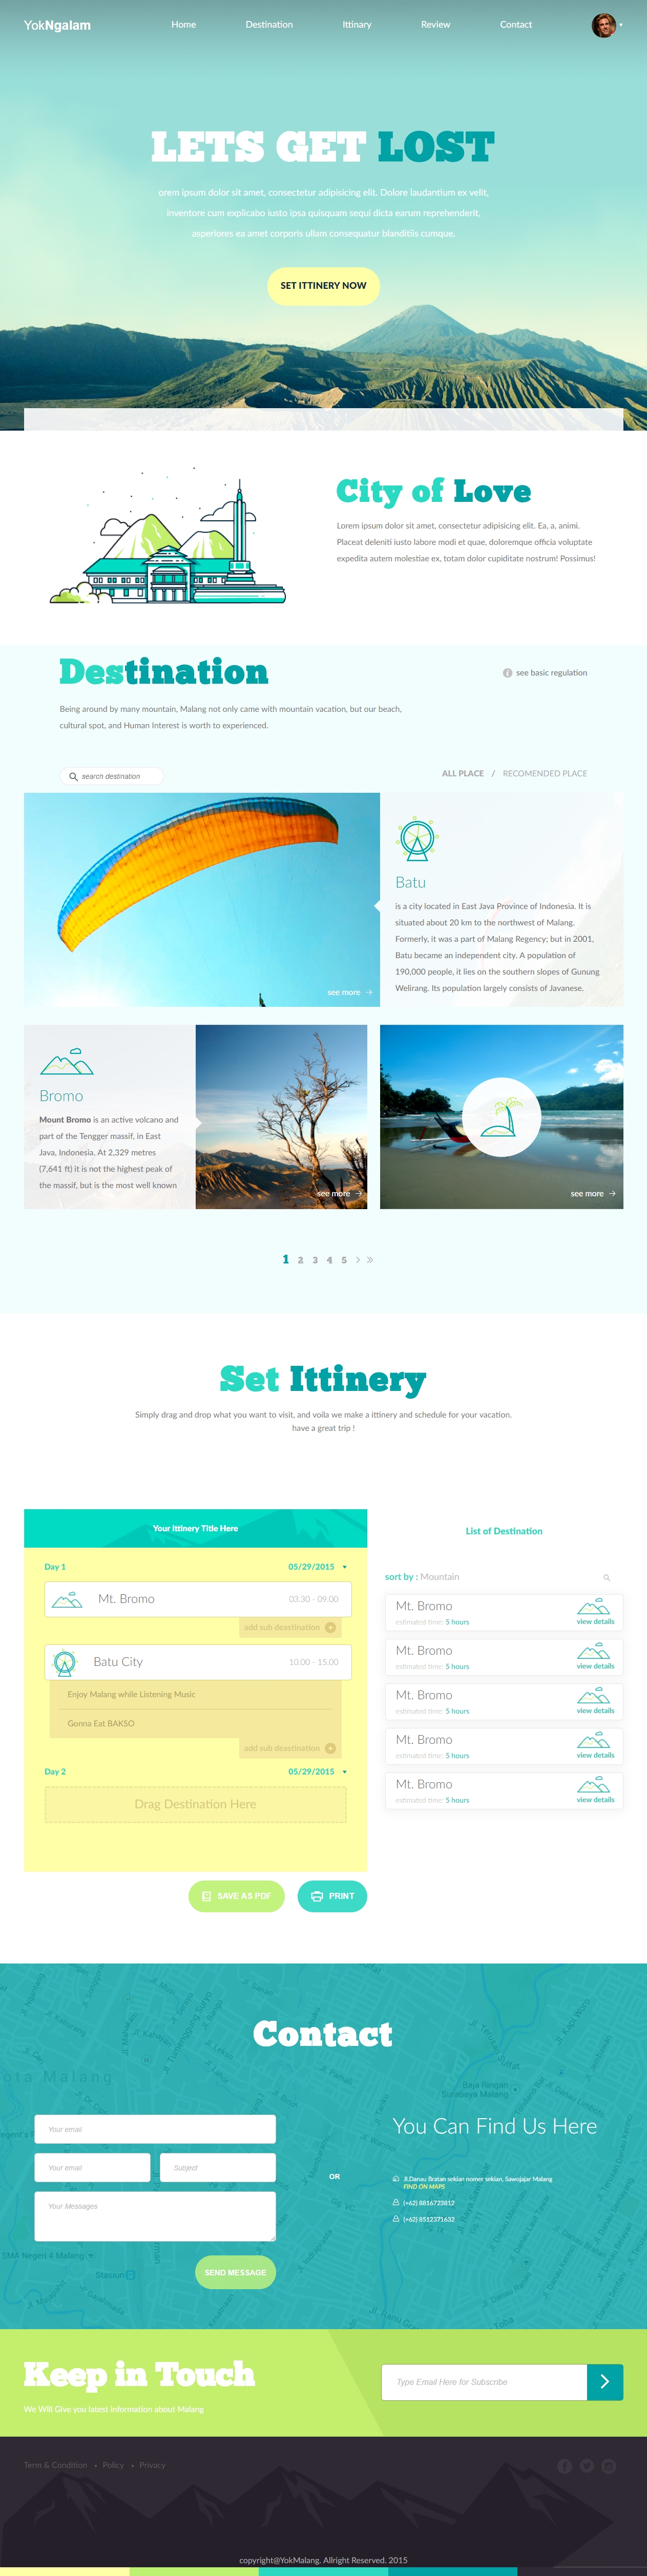 YokNgalam
Home
Destination
Ittinary
Review
Contact
LETS GET LOST
orem ipsum dolor sit amet, consectetur adipisicing elit. Dolore laudantium ex velit,
inventore cum explicabo iusto ipsa quisquam sequi dicta earum reprehenderit,
asperiores ea amet corporis ullam consequatur blanditiis cumque.
SET ITTINERY NOW
City of Love
Lorem ipsum dolor sit amet, consectetur adipisicing elit. Ea, a, animi.
Placeat deleniti iusto labore modi et quae, doloremque officia voluptate
expedita autem molestiae ex, totam dolor cupiditate nostrum! Possimus!
Destination
see basic regulation
Being around by many mountain, Malang not only came with mountain vacation, but our beach,
cultural spot, and Human Interest is worth to experienced.
search destination
ALL PLACE / RECOMENDED PLACE
see more
Batu
is a city located in East Java Province of Indonesia. It is
situated about 20 km to the northwest of Malang.
Formerly, it was a part of Malang Regency; but in 2001,
Batu became an independent city. A population of
190,000 people, it lies on the southern slopes of Gunung
Welirang. Its population largely consists of Javanese.
Bromo
Mount Bromo is an active volcano and
part of the Tengger massif, in East
Java, Indonesia. At 2,329 metres
(7,641 ft) it is not the highest peak of
the massif, but is the most well known
see more
see more
1 2 3 4 5 > »
Set Ittinery
Simply drag and drop what you want to visit, and voila we make a ittinery and schedule for your vacation.
have a great trip !
Your Ittinery Title Here
Day 1
05/29/2015
Mt. Bromo
03.30 - 09.00
add sub deastination
Batu City
10:00 - 15.00
Enjoy Malang while Listening Music
Gonna Eat BAKSO
add sub deastination
Day 2
05/29/2015
Drag Destination Here
SAVE AS PDF
PRINT
List of Destination
sort by : Mountain
Mt. Bromo
estimated time: 5 hours
view details
Mt. Bromo
estimated time: 5 hours
view details
Mt. Bromo
estimated time: 5 hours
view details
Mt. Bromo
estimated time: 5 hours
view details
Mt. Bromo
estimated time: 5 hours
view details
Contact
ota Malang
Baja Ringan
Surabaya Malang
Your email
Your email
Subject
Your Messages
SEND MESSAGE
SMA Negeri 4 Malang
Stasiun
OR
You Can Find Us Here
Jl.Danau Bratan sekian nomer sekian, Sawojajar Malang
FIND ON MAPS
(+62) 8816723812
(+62) 8512371632
Keep in Touch
We Will Give you latest information about Malang
Type Email Here for Subscribe
Term & Condition • Policy • Privacy
copyright@YokMalang. Allright Reserved. 2015